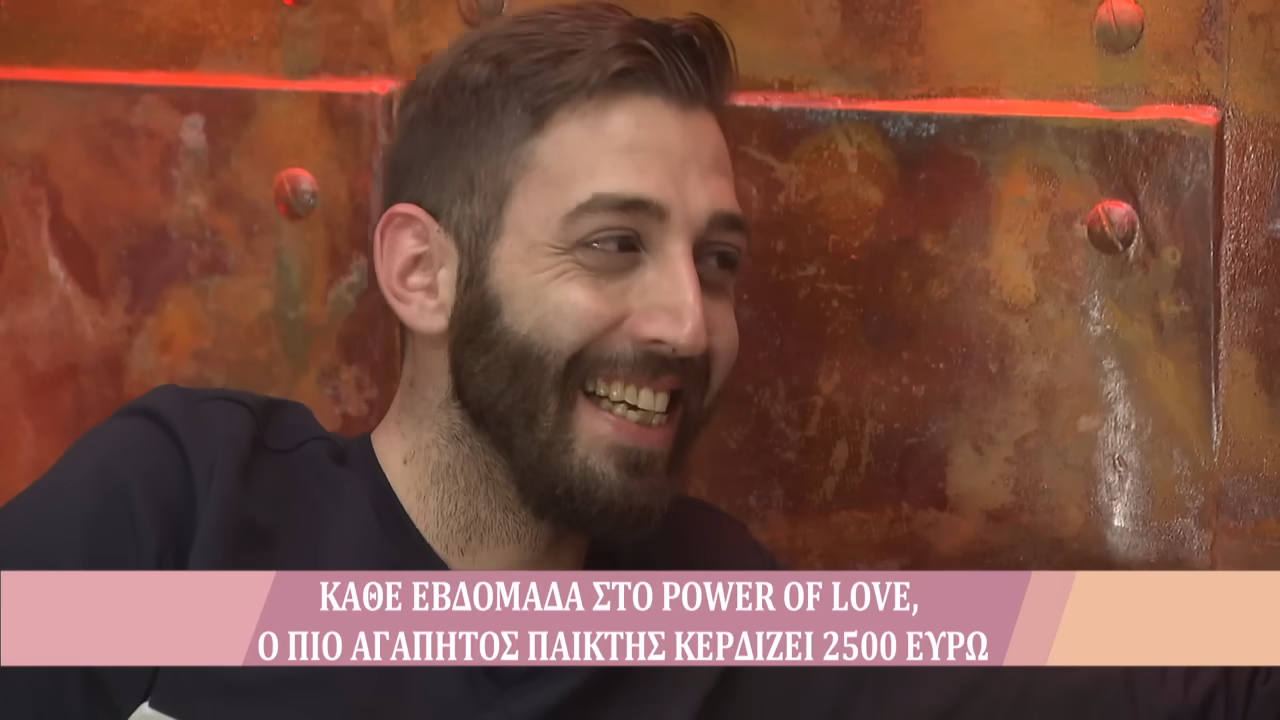 ΚΑΘΕ ΕΒΔΟΜΑΔΑ ΣΤΟ POWER OF LOVE,
Ο ΠΙΟ ΑΓΑΠΗΤΟΣ ΠΑΙΚΤΗΣ ΚΕΡΔΙΖΕΙ 2500 ΕΥΡΩ